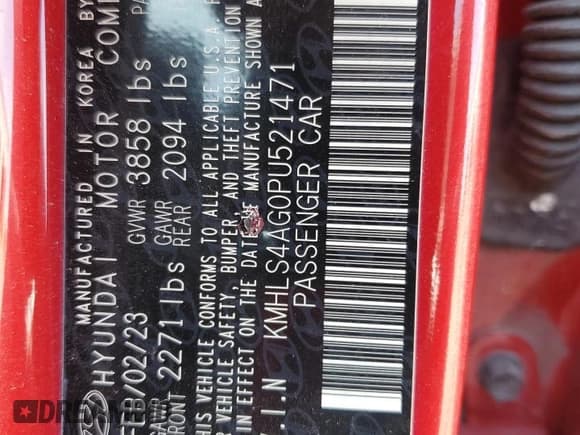 MANUFACTURED IN KOREA BY
HYUNDAI MOTOR
FEB/02/23 GVWR 3858 lbs
GAWR FRONT 2271 lbs GAWR REAR 2094 lbs
THIS VEHICLE CONFORMS TO ALL APPLICABLE U.S.A.
VEHICLE SAFETY, BUMPER, AND THEFT PREVENTION
IN EFFECT ON THE DATE OF MANUFACTURE SHOWN
V.I.N KMHLS4AG0PU521471
PASSENGER CAR